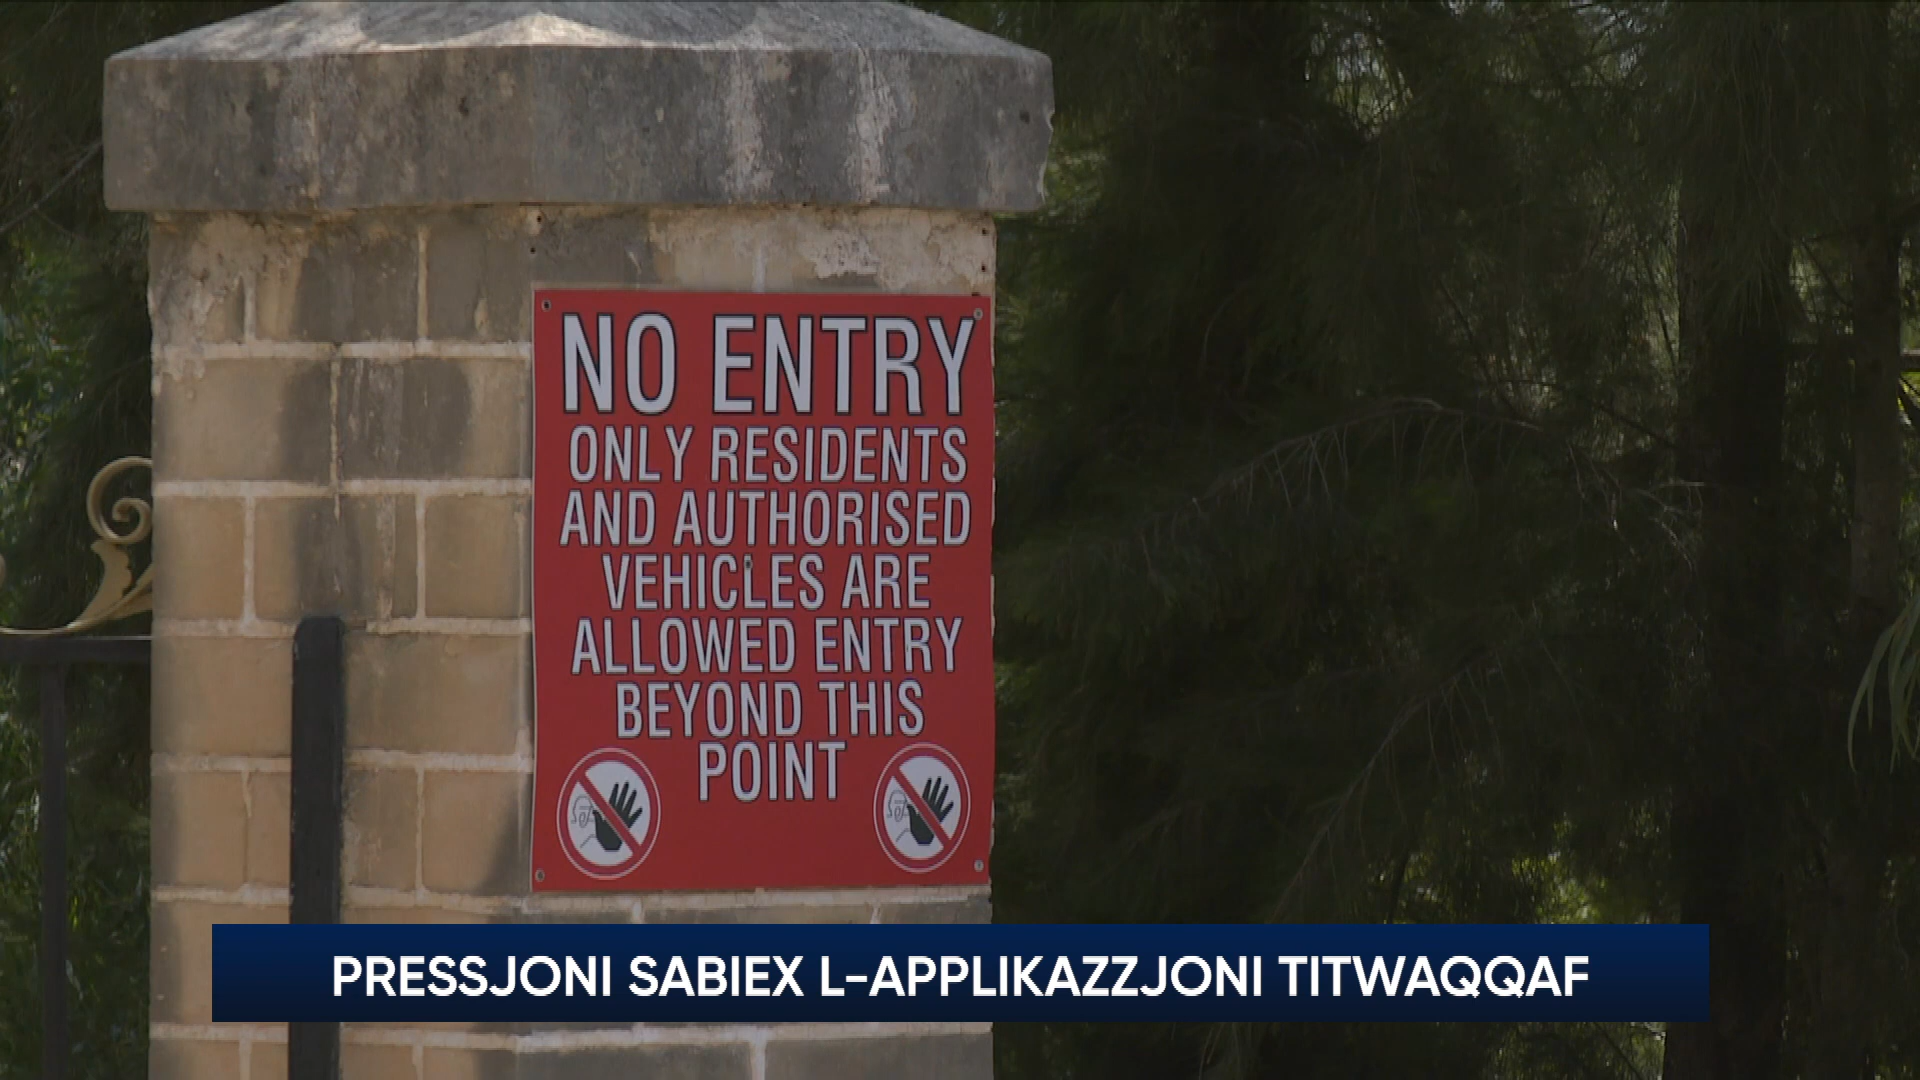 NO ENTRY
ONLY RESIDENTS
AND AUTHORISED
VEHICLES ARE
ALLOWED ENTRY
BEYOND THIS
POINT
PRESSJONI SABIEX L-APPLIKAZZJONI TITWAQQAF